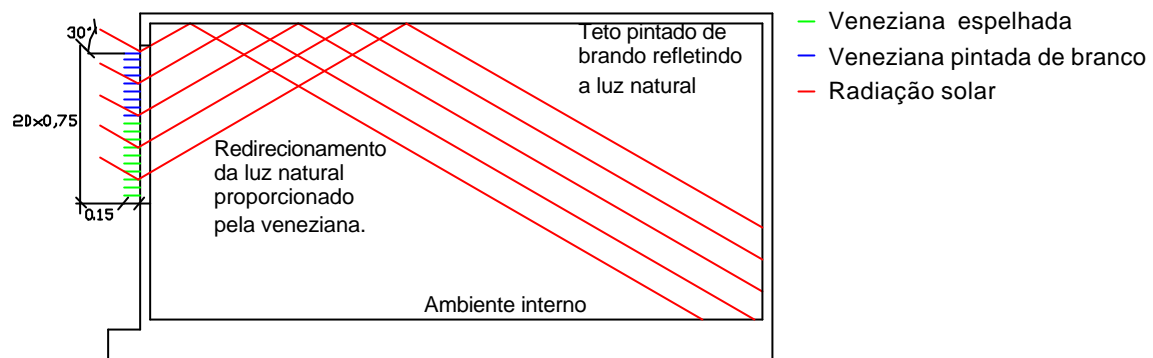 30°
20x0,75
0.15
Redirecionamento
da luz natural
proporcionado
pela veneziana.
Teto pintado de
brando refletindo
a luz natural
Ambiente interno
Veneziana espelhada
Veneziana pintada de branco
Radiação solar